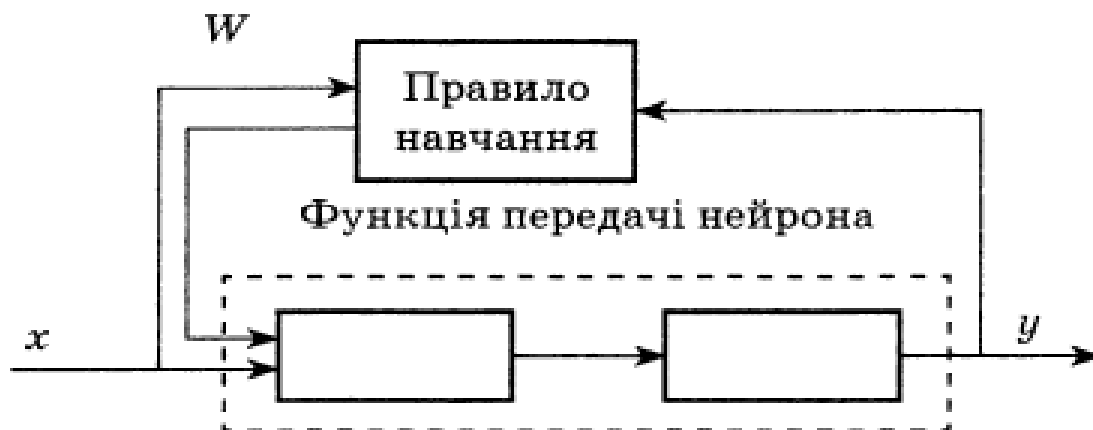 W
Правило
навчання
Функція передачі нейрона
x
y